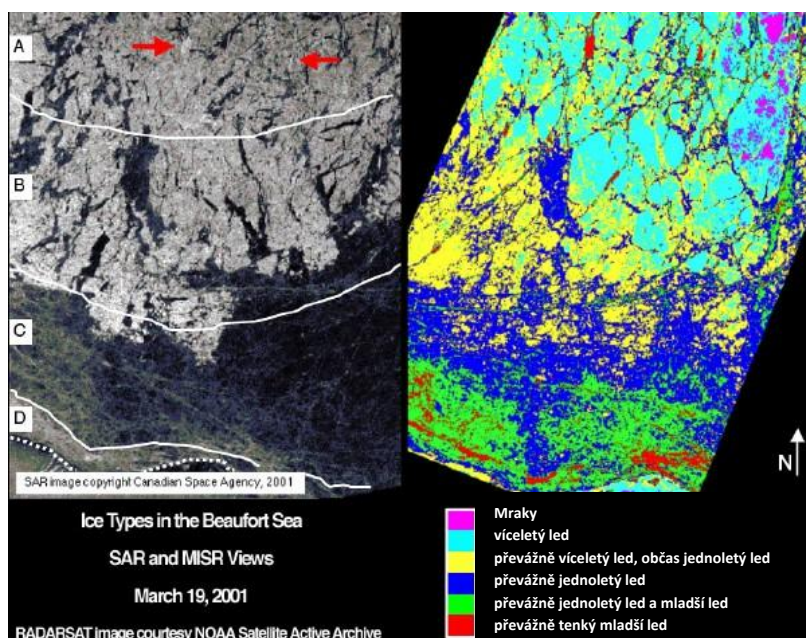 A
B
C
D
SAR image copyright Canadian Space Agency, 2001
N
Ice Types in the Beaufort Sea
SAR and MISR Views
March 19, 2001
RADARSAT image courtesy NOAA Satellite Active Archive
Mraky
víceletý led
převážně víceletý led, občas jednoletý led
převážně jednoletý led
převážně jednoletý led a mladší led
převážně tenký mladší led